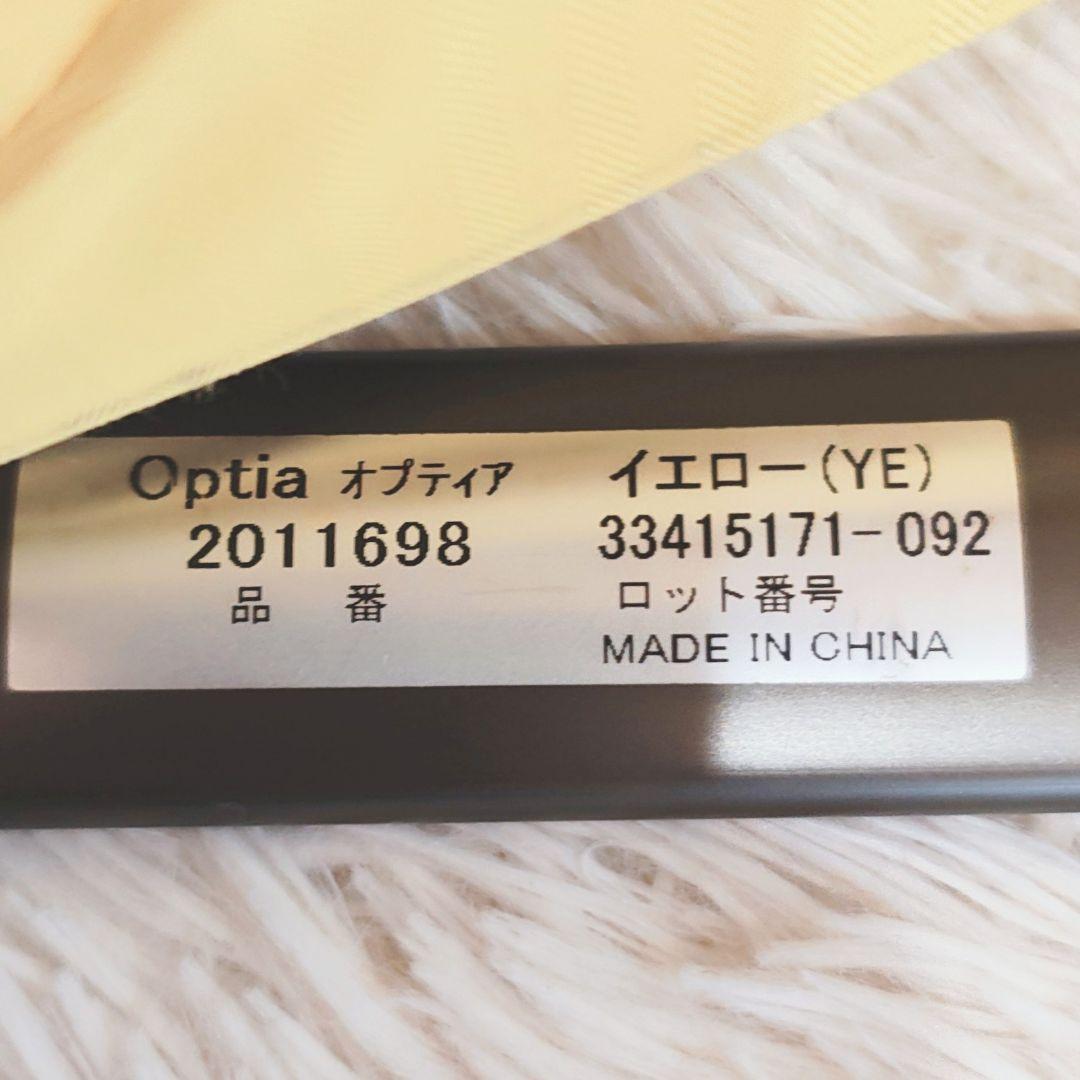 Optia オプティア イエロー(YE)
2011698 33415171-092
品 番 ロット番号
MADE IN CHINA